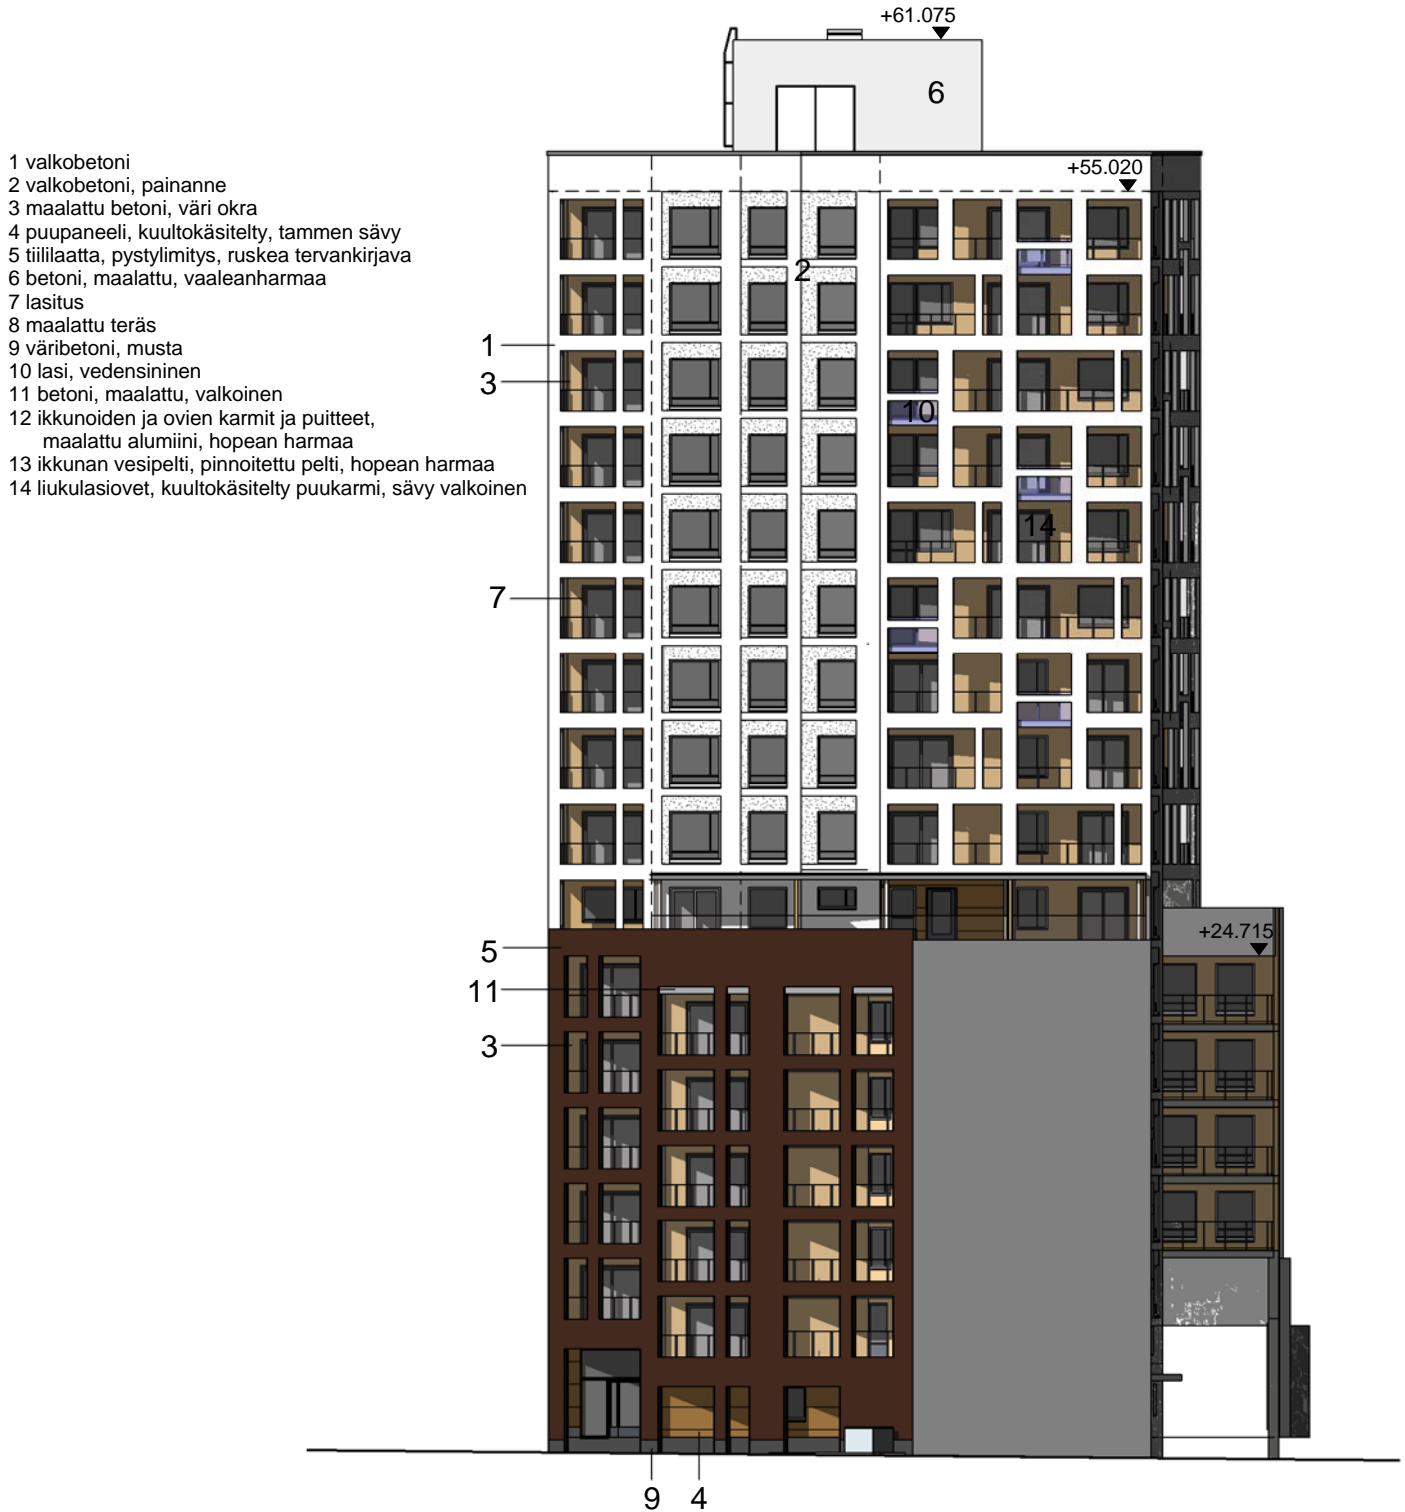 +61.075
6
1 valkobetoni
2 valkobetoni, painanne
3 maalattu betoni, väri okra
4 puupaneeli, kuultokäsitelty, tammen sävy
5 tiililaatta, pystylimitys, ruskea tervankirjava
6 betoni, maalattu, vaaleanharmaa
7 lasitus
8 maalattu teräs
9 väribetoni, musta
10 lasi, vedensininen
11 betoni, maalattu, valkoinen
12 ikkunoiden ja ovien karmit ja puitteet,
maalattu alumiini, hopean harmaa
13 ikkunan vesipelti, pinnoitettu pelti, hopean harmaa
14 liukulasiovet, kuultokäsitelty puukarmi, sävy valkoinen
+55.020
2
1
3
10
14
7
+24.715
5
11
3
9 4